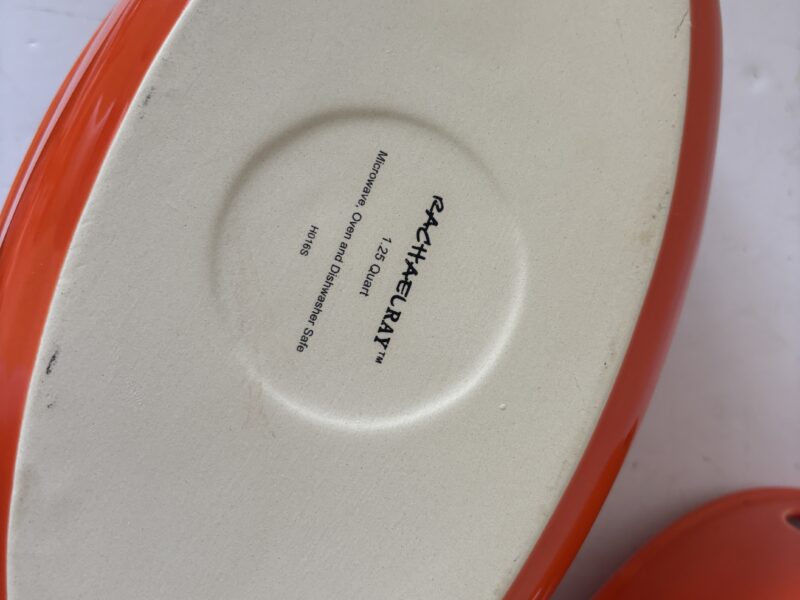 RACHAELRAY™
1.25 Quart
Microwave, Oven and Dishwasher Safe
H016S